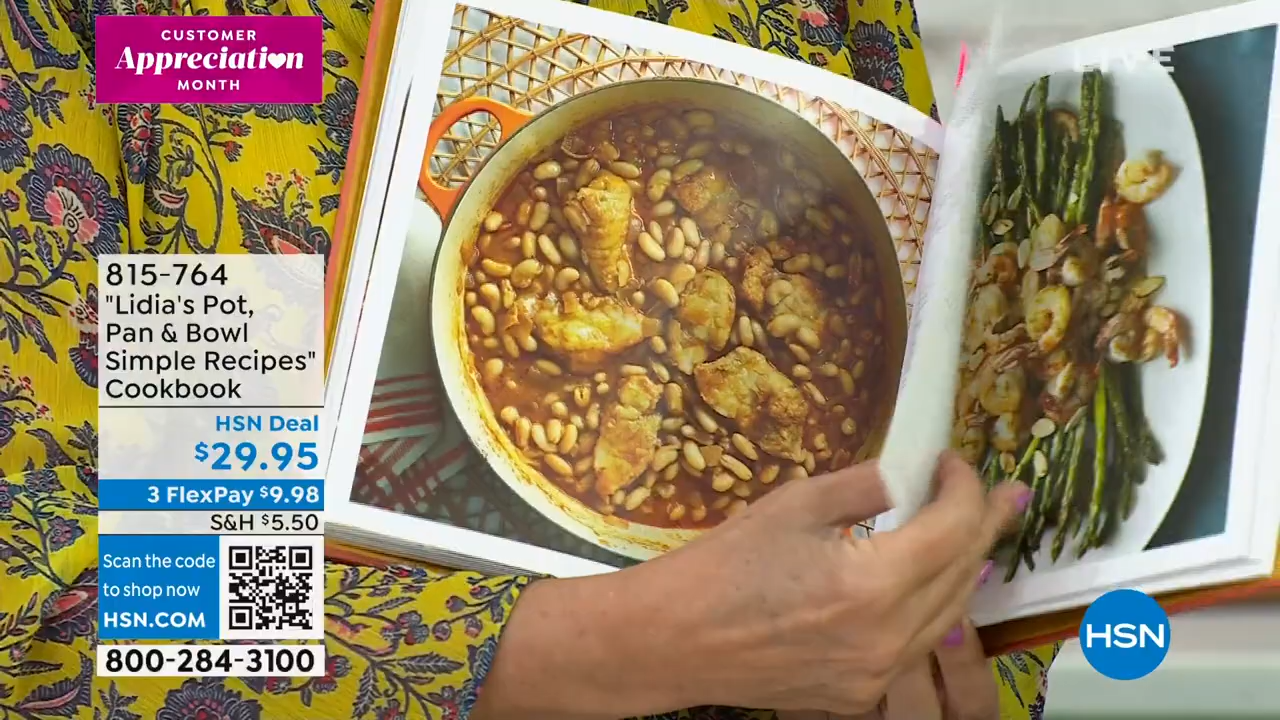 CUSTOMER
Appreciation
MONTH
LIVE
815-764
"Lidia's Pot,
Pan & Bowl
Simple Recipes"
Cookbook
HSN Deal
$29.95
3 FlexPay $9.98
S&H $5.50
Scan the code
to shop now
HSN.COM
800-284-3100
HSN